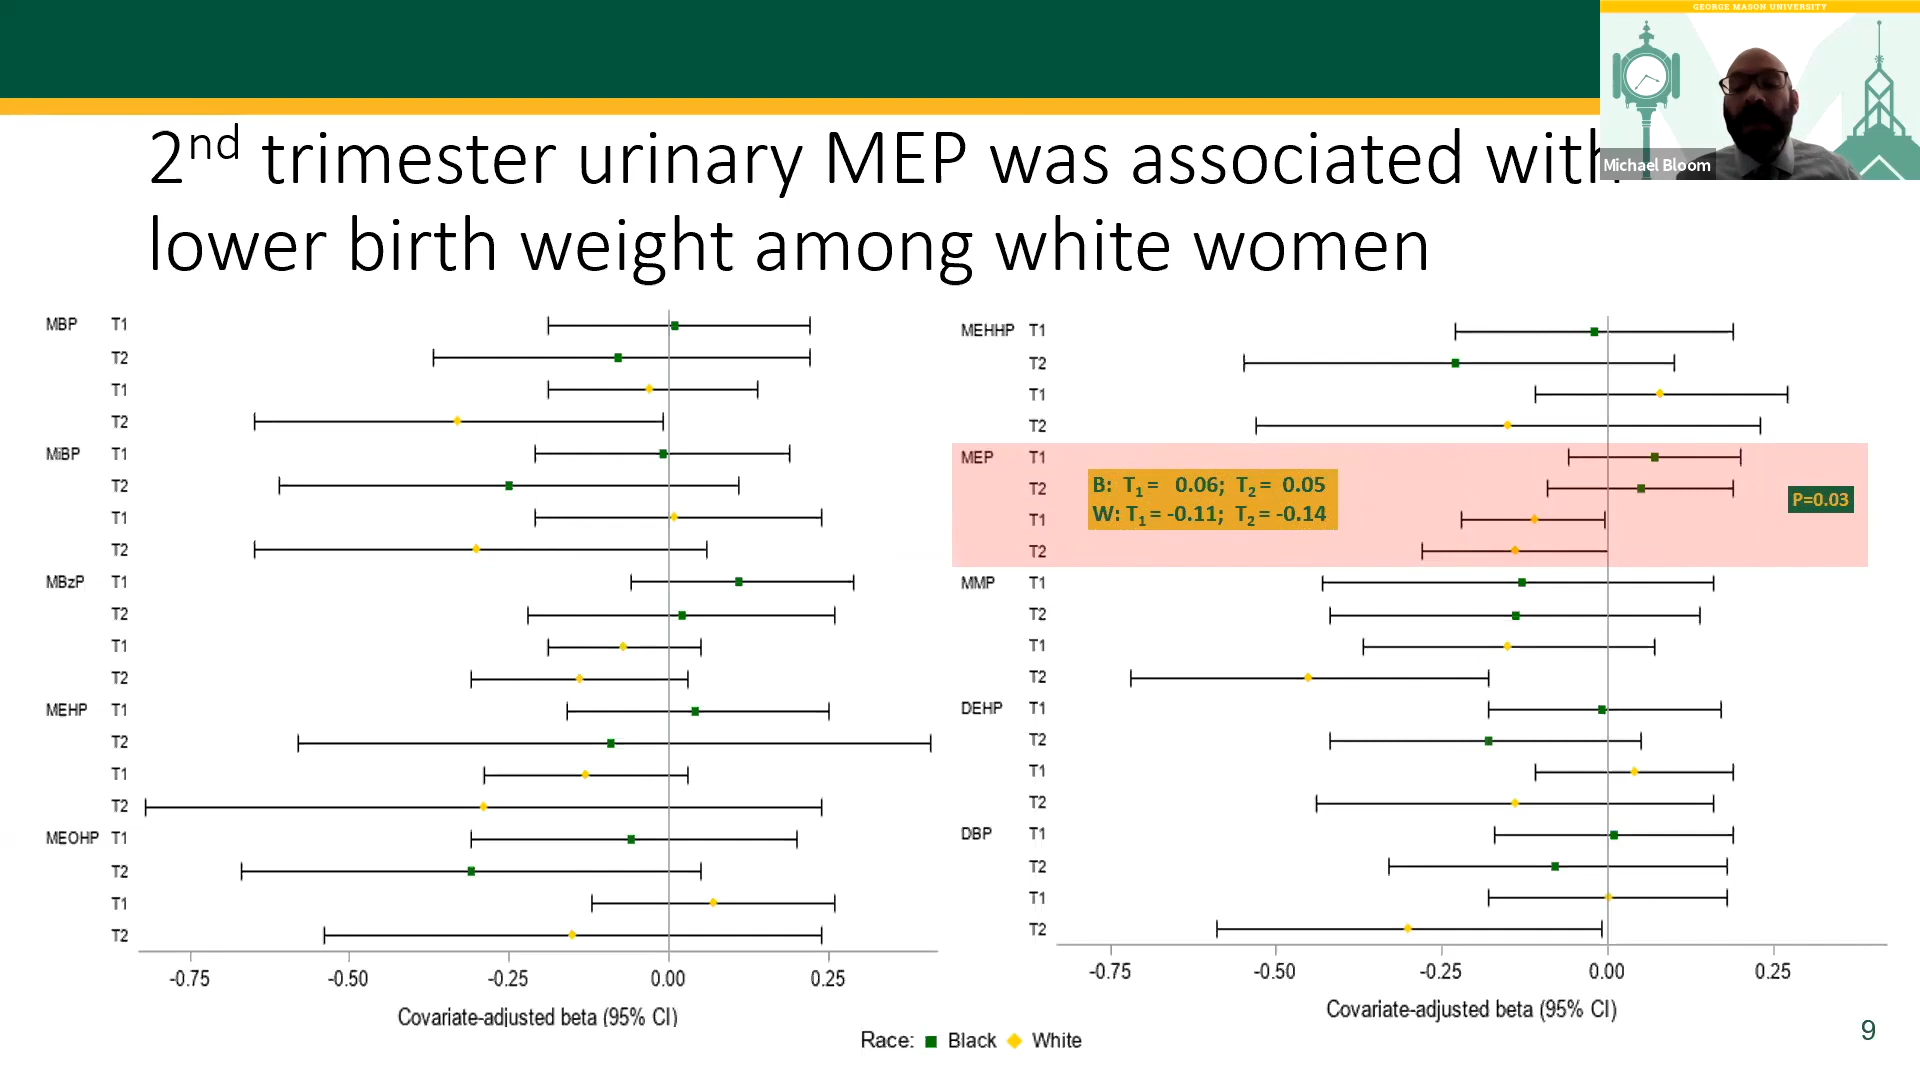 GEORGE MASON UNIVERSITY
Michael Bloom
2nd trimester urinary MEP was associated with
lower birth weight among white women
MBP T1
T2
T1
T2
MiBP T1
T2
T1
T2
MBzP T1
T2
T1
T2
MEHP T1
T2
T1
T2
MEOHP T1
T2
T1
T2
-0.75 -0.50 -0.25 0.00 0.25
Covariate-adjusted beta (95% CI)
MEHHP T1
T2
T1
T2
MEP T1
T2
T1
T2
B: T1 = 0.06; T2 = 0.05
W: T1 = -0.11; T2 = -0.14
P=0.03
MMP T1
T2
T1
T2
DEHP T1
T2
T1
T2
DBP T1
T2
T1
T2
-0.75 -0.50 -0.25 0.00 0.25
Covariate-adjusted beta (95% CI)
Race: Black White
9